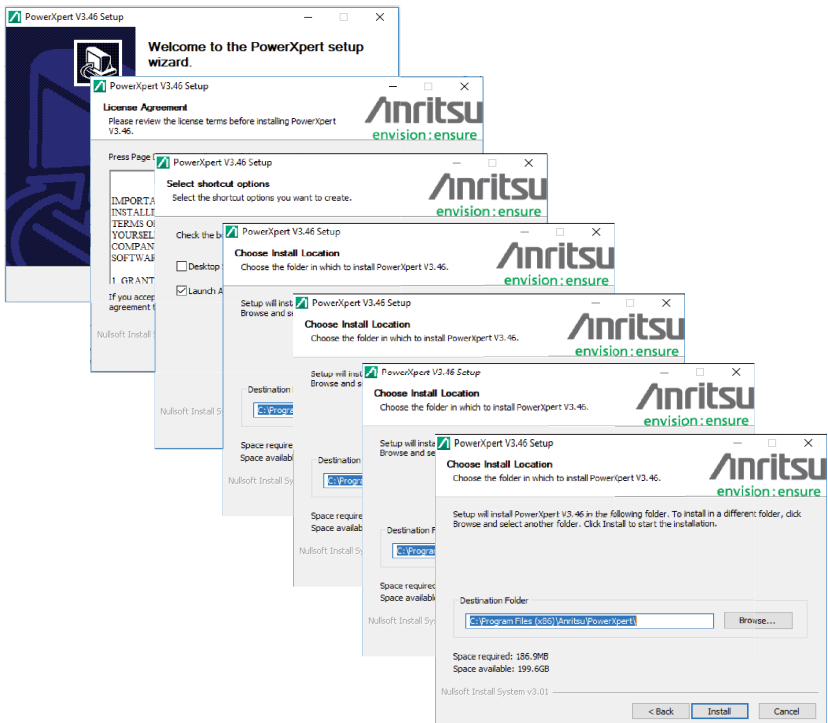 PowerXpert V3.46 Setup
Welcome to the PowerXpert setup
wizard.
PowerXpert V3.46 Setup
License Agreement
Please review the license terms before installing PowerXpert
V3.46.
Anritsu
envision:ensure
Press Page
IMPORTA
INSTALLI
TERMS OF
YOURSEL
COMPAN
SOFTWAR
1. GRANT
If you accep
agreement t
Nullsoft Install
PowerXpert V3.46 Setup
Select shortcut options
Select the shortcut options you want to create.
Anritsu
envision:ensure
Check the bo
Desktop
Launch A
Nullsoft Install S
PowerXpert V3.46 Setup
Choose Install Location
Choose the folder in which to install PowerXpert V3.46.
Anritsu
envision:ensure
Setup will inst
Browse and se
Destination
C:\Progra
Space require
Space availab
Nullsoft Install Sy
PowerXpert V3.46 Setup
Choose Install Location
Choose the folder in which to install PowerXpert V3.46.
Anritsu
envision:ensure
Setup will inst
Browse and s
Destination
C:\Progra
Space require
Space availab
Nullsoft Install Sy
PowerXpert V3.46 Setup
Choose Install Location
Choose the folder in which to install PowerXpert V3.46.
Anritsu
envision:ensure
Setup will insta
Browse and se
Destination F
C:\Progra
Space required
Space availabl
Nullsoft Install Sy
PowerXpert V3.46 Setup
Choose Install Location
Choose the folder in which to install PowerXpert V3.46.
Anritsu
envision:ensure
Setup will install PowerXpert V3.46 in the following folder. To install in a different folder, click
Browse and select another folder. Click Install to start the installation.
Destination Folder
C:\Program Files (x86)\Anritsu\PowerXpert\
Browse...
Space required: 186.9MB
Space available: 199.6GB
Nullsoft Install System v3.01
< Back Install Cancel